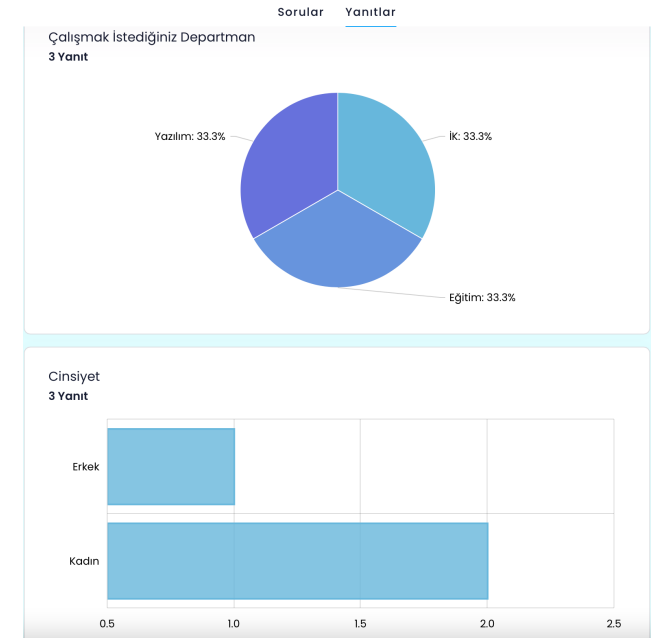 Sorular Yanıtlar
Çalışmak İstediğiniz Departman
3 Yanıt
Yazılım: 33.3%
İK: 33.3%
Eğitim: 33.3%
Cinsiyet
3 Yanıt
Erkek
Kadın
0.5 1.0 1.5 2.0 2.5